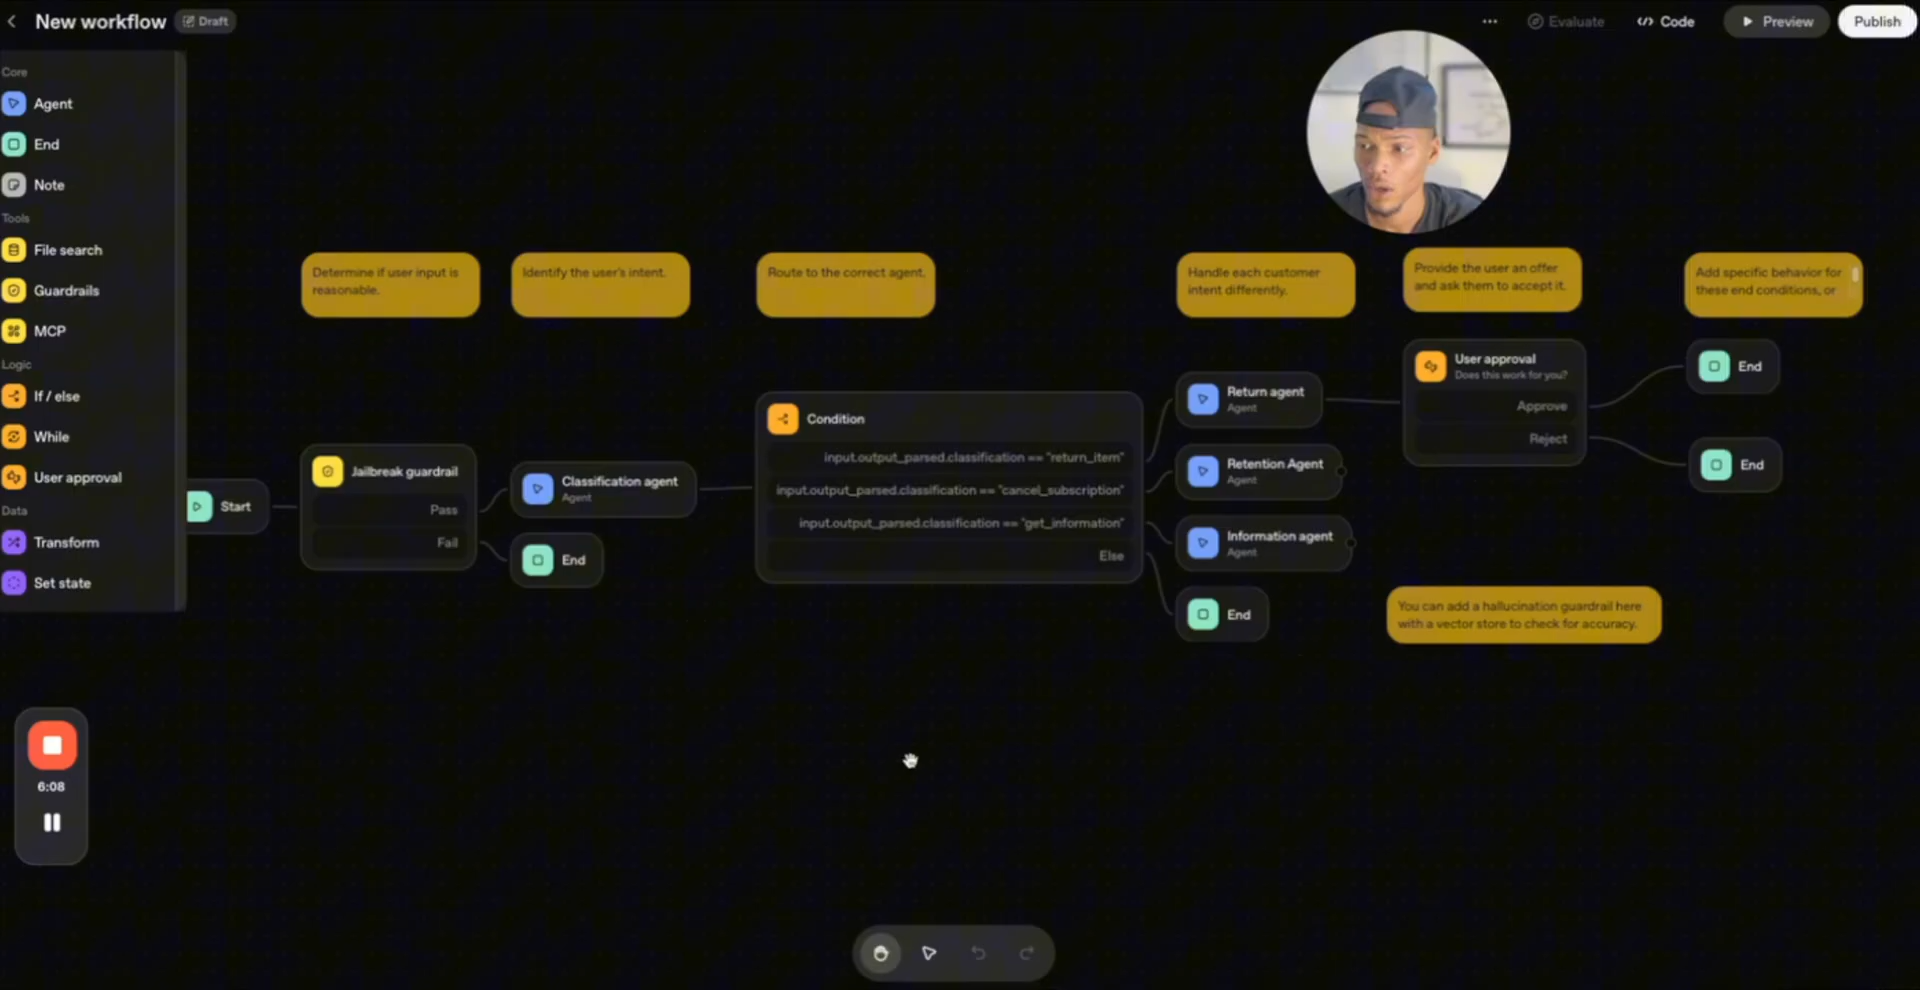 New workflow
Draft
Evaluate
Code
Preview
Publish
Core
Agent
End
Note
Tools
File search
Guardrails
MCP
Logic
If / else
While
User approval
Data
Transform
Set state
Determine if user input is
reasonable.
Identify the user's intent.
Route to the correct agent.
Handle each customer
intent differently.
Provide the user an offer
and ask them to accept it.
Add specific behavior for
these end conditions, or
Start
Jailbreak guardrail
Pass
Fail
Classification agent
Agent
End
Condition
input.output_parsed.classification == "return_item"
input.output_parsed.classification == "cancel_subscription"
input.output_parsed.classification == "get_information"
Else
Return agent
Agent
Retention Agent
Agent
Information agent
Agent
End
User approval
Does this work for you?
Approve
Reject
End
End
You can add a hallucination guardrail here
with a vector store to check for accuracy.
6:08